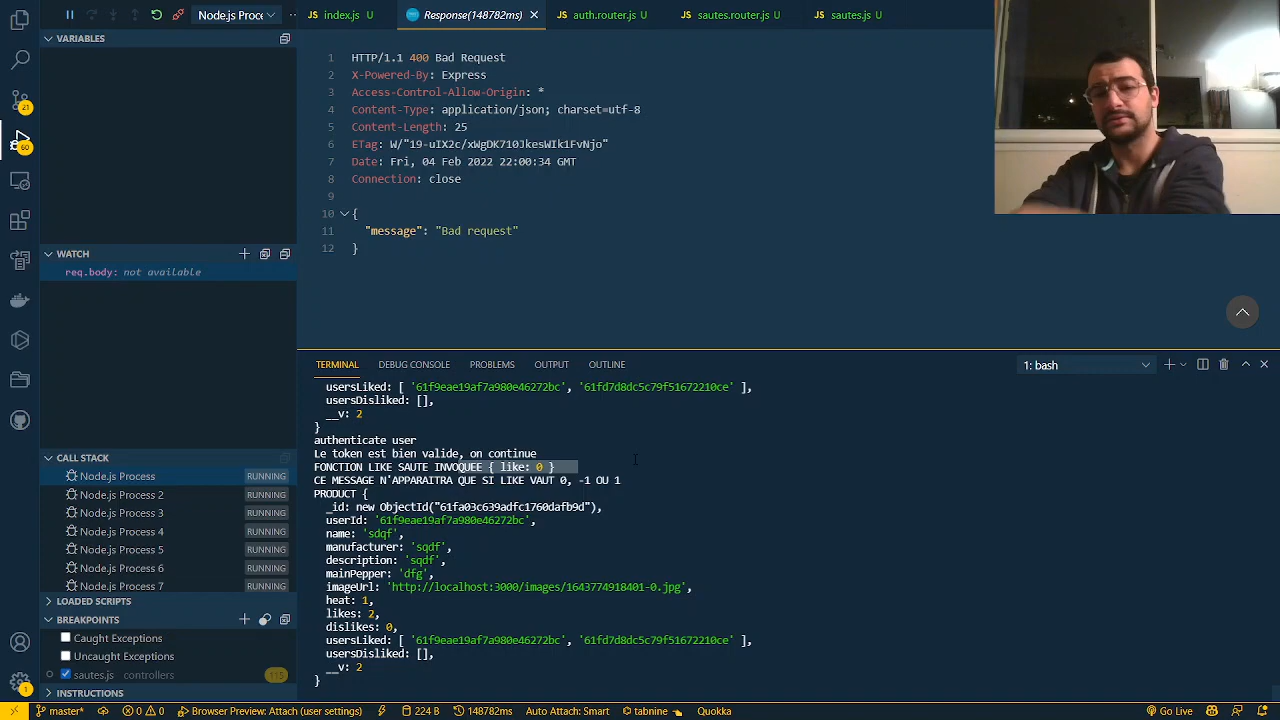 Node.js Proce
index.js U
Response(148782ms)
auth.router.js U
sautes.router.js U
sautes.js U
VARIABLES
WATCH
req.body: not available
CALL STACK
Node.js Process RUNNING
Node.js Process 2 RUNNING
Node.js Process 3 RUNNING
Node.js Process 4 RUNNING
Node.js Process 5 RUNNING
Node.js Process 6 RUNNING
Node.js Process 7 RUNNING
LOADED SCRIPTS
BREAKPOINTS
Caught Exceptions
Uncaught Exceptions
sautes.js controllers 115
INSTRUCTIONS
21
60
1
1 HTTP/1.1 400 Bad Request
2 X-Powered-By: Express
3 Access-Control-Allow-Origin: *
4 Content-Type: application/json; charset=utf-8
5 Content-Length: 25
6 ETag: W/"19-uIX2c/xWgDK710JkesWIk1FvNjo"
7 Date: Fri, 04 Feb 2022 22:00:34 GMT
8 Connection: close
9
10 {
11 "message": "Bad request"
12 }
TERMINAL DEBUG CONSOLE PROBLEMS OUTPUT OUTLINE
1: bash
usersLiked: [ '61f9eae19af7a980e46272bc', '61fd7d8dc5c79f51672210ce' ],
usersDisliked: [],
__v: 2
}
authenticate user
Le token est bien valide, on continue
FONCTION LIKE SAUTE INVOQUEE { like: 0 }
CE MESSAGE N'APPARAITRA QUE SI LIKE VAUT 0, -1 OU 1
PRODUCT {
_id: new ObjectId("61fa03c639adfc1760dafb9d"),
userId: '61f9eae19af7a980e46272bc',
name: 'sdqf',
manufacturer: 'sqdf',
description: 'sqdf',
mainPepper: 'dfg',
imageUrl: 'http://localhost:3000/images/1643774918401-0.jpg',
heat: 1,
likes: 2,
dislikes: 0,
usersLiked: [ '61f9eae19af7a980e46272bc', '61fd7d8dc5c79f51672210ce' ],
usersDisliked: [],
__v: 2
}
master* 0 0 Browser Preview: Attach (user settings) 224 B 148782ms Auto Attach: Smart tabnine Quokka Go Live